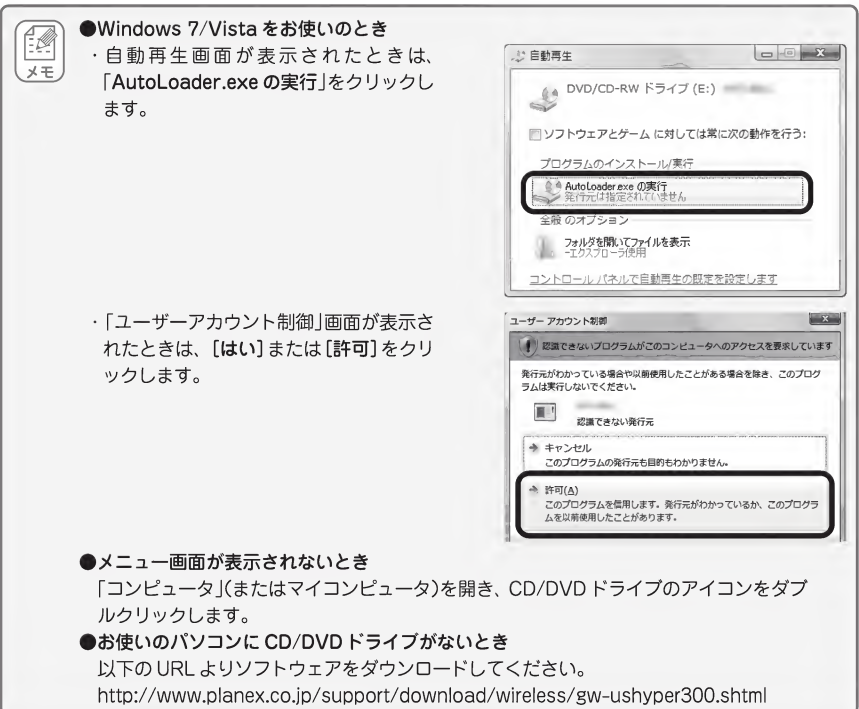 メモ
●Windows 7/Vista をお使いのとき
・自動再生画面が表示されたときは、
「AutoLoader.exe の実行」をクリックし
ます。
自動再生
DVD/CD-RW ドライブ (E:)
ソフトウェアとゲーム に対しては常に次の動作を行う:
プログラムのインストール/実行
AutoLoader.exe の実行
発行元は指定されていません
全般 のオプション
フォルダを開いてファイルを表示
-エクスプローラ使用
コントロール パネルで自動再生の既定を設定します
・「ユーザーアカウント制御」画面が表示さ
れたときは、[はい]または[許可]をクリ
ックします。
ユーザー アカウント制御
認識できないプログラムがこのコンピュータへのアクセスを要求しています
発行元がわかっている場合や以前使用したことがある場合を除き、このプログ
ラムは実行しないでください。
認識できない発行元
キャンセル
このプログラムの発行元も目的もわかりません。
許可(A)
このプログラムを信用します。発行元がわかっているか、このプログラ
ムを以前使用したことがあります。
●メニュー画面が表示されないとき
「コンピュータ」(またはマイコンピュータ)を開き、CD/DVD ドライブのアイコンをダブ
ルクリックします。
●お使いのパソコンに CD/DVD ドライブがないとき
以下の URL よりソフトウェアをダウンロードしてください。
http://www.planex.co.jp/support/download/wireless/gw-ushyper300.shtml